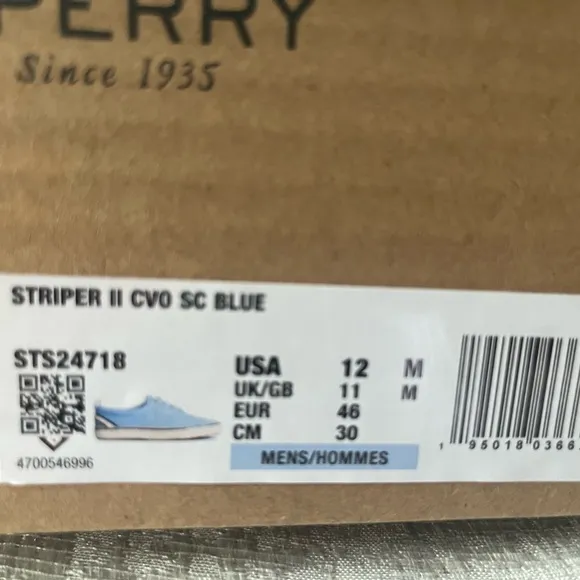 PERRY
Since 1935
STRIPER II CVO SC BLUE
STS24718
USA 12 M
UK/GB 11 M
EUR 46
CM 30
MENS/HOMMES
4700546996
1 95018 0366